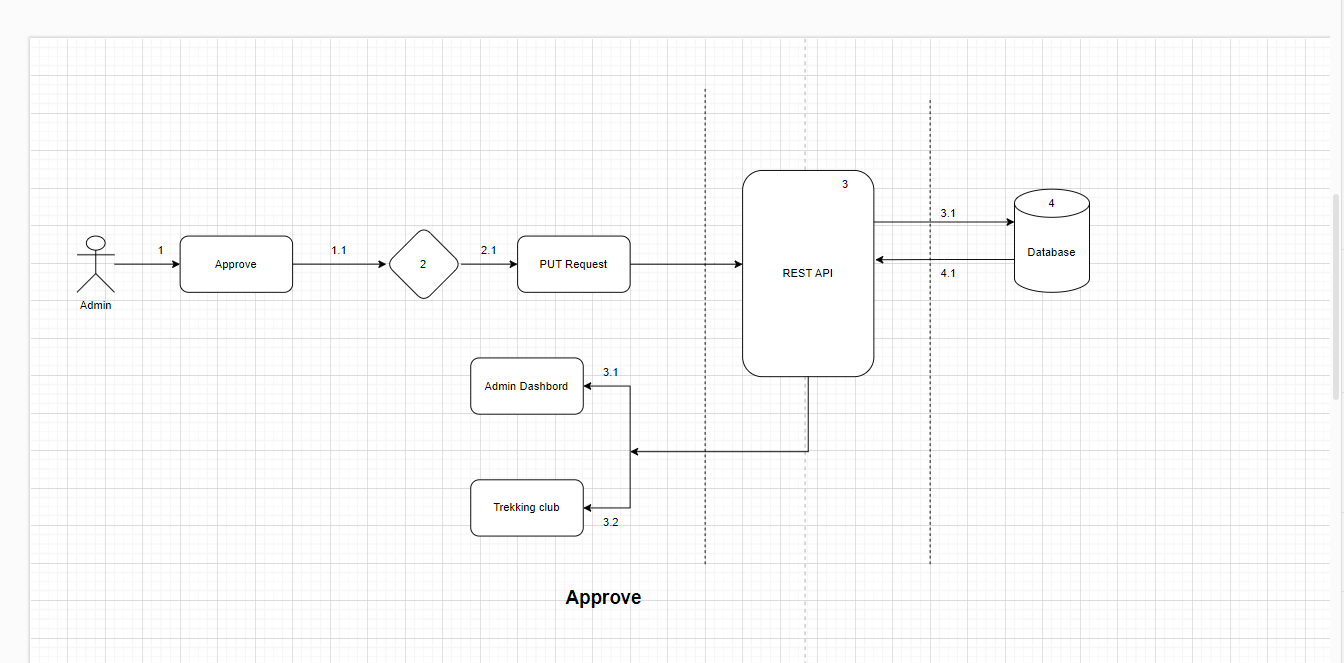 3
4
3.1
1
1.1
2.1
Approve
2
PUT Request
REST API
Database
4.1
Admin
3.1
Admin Dashbord
Trekking club
3.2
Approve